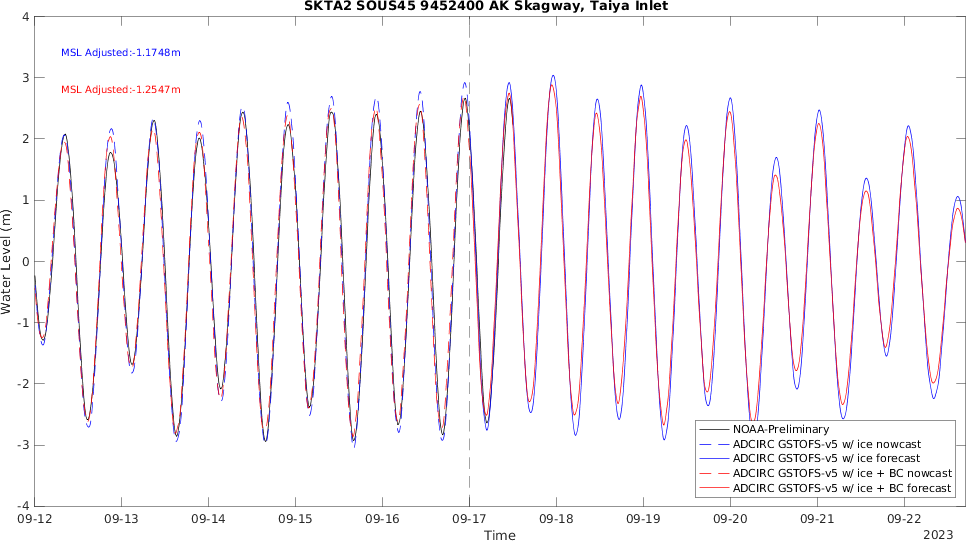 SKTA2 SOUS45 9452400 AK Skagway, Taiya Inlet
4
3
2
1
0
-1
-2
-3
-4
Water Level (m)
MSL Adjusted:-1.1748m
MSL Adjusted:-1.2547m
NOAA-Preliminary
ADCIRC GSTOFS-v5 w/ ice nowcast
ADCIRC GSTOFS-v5 w/ ice forecast
ADCIRC GSTOFS-v5 w/ ice + BC nowcast
ADCIRC GSTOFS-v5 w/ ice + BC forecast
09-12 09-13 09-14 09-15 09-16 09-17 09-18 09-19 09-20 09-21 09-22
Time
2023